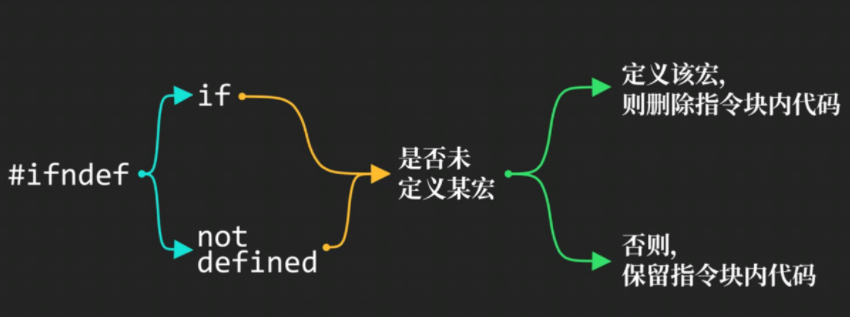 #ifndef
if
not
defined
是否未
定义某宏
定义该宏,
则删除指令块内代码
否则,
保留指令块内代码